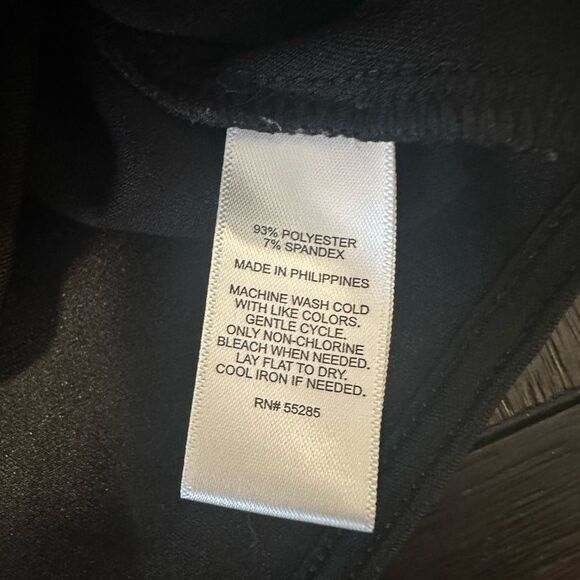 93% POLYESTER
7% SPANDEX
MADE IN PHILIPPINES
MACHINE WASH COLD
WITH LIKE COLORS.
GENTLE CYCLE.
ONLY NON-CHLORINE
BLEACH WHEN NEEDED.
LAY FLAT TO DRY.
COOL IRON IF NEEDED.
RN# 55285